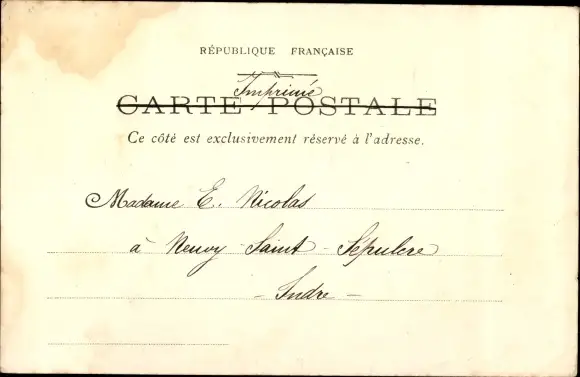 RÉPUBLIQUE FRANÇAISE
Imprimé
CARTE POSTALE
Ce côté est exclusivement réservé à l'adresse.
Madame E. Nicolas
à Neuvy - Saint - Sepulcre
- Indre -